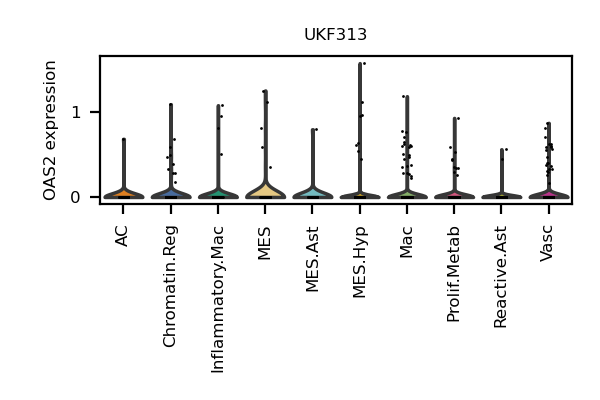 UKF313
OAS2 expression
1
0
AC
Chromatin.Reg
Inflammatory.Mac
MES
MES.Ast
MES.Hyp
Mac
Prolif.Metab
Reactive.Ast
Vasc